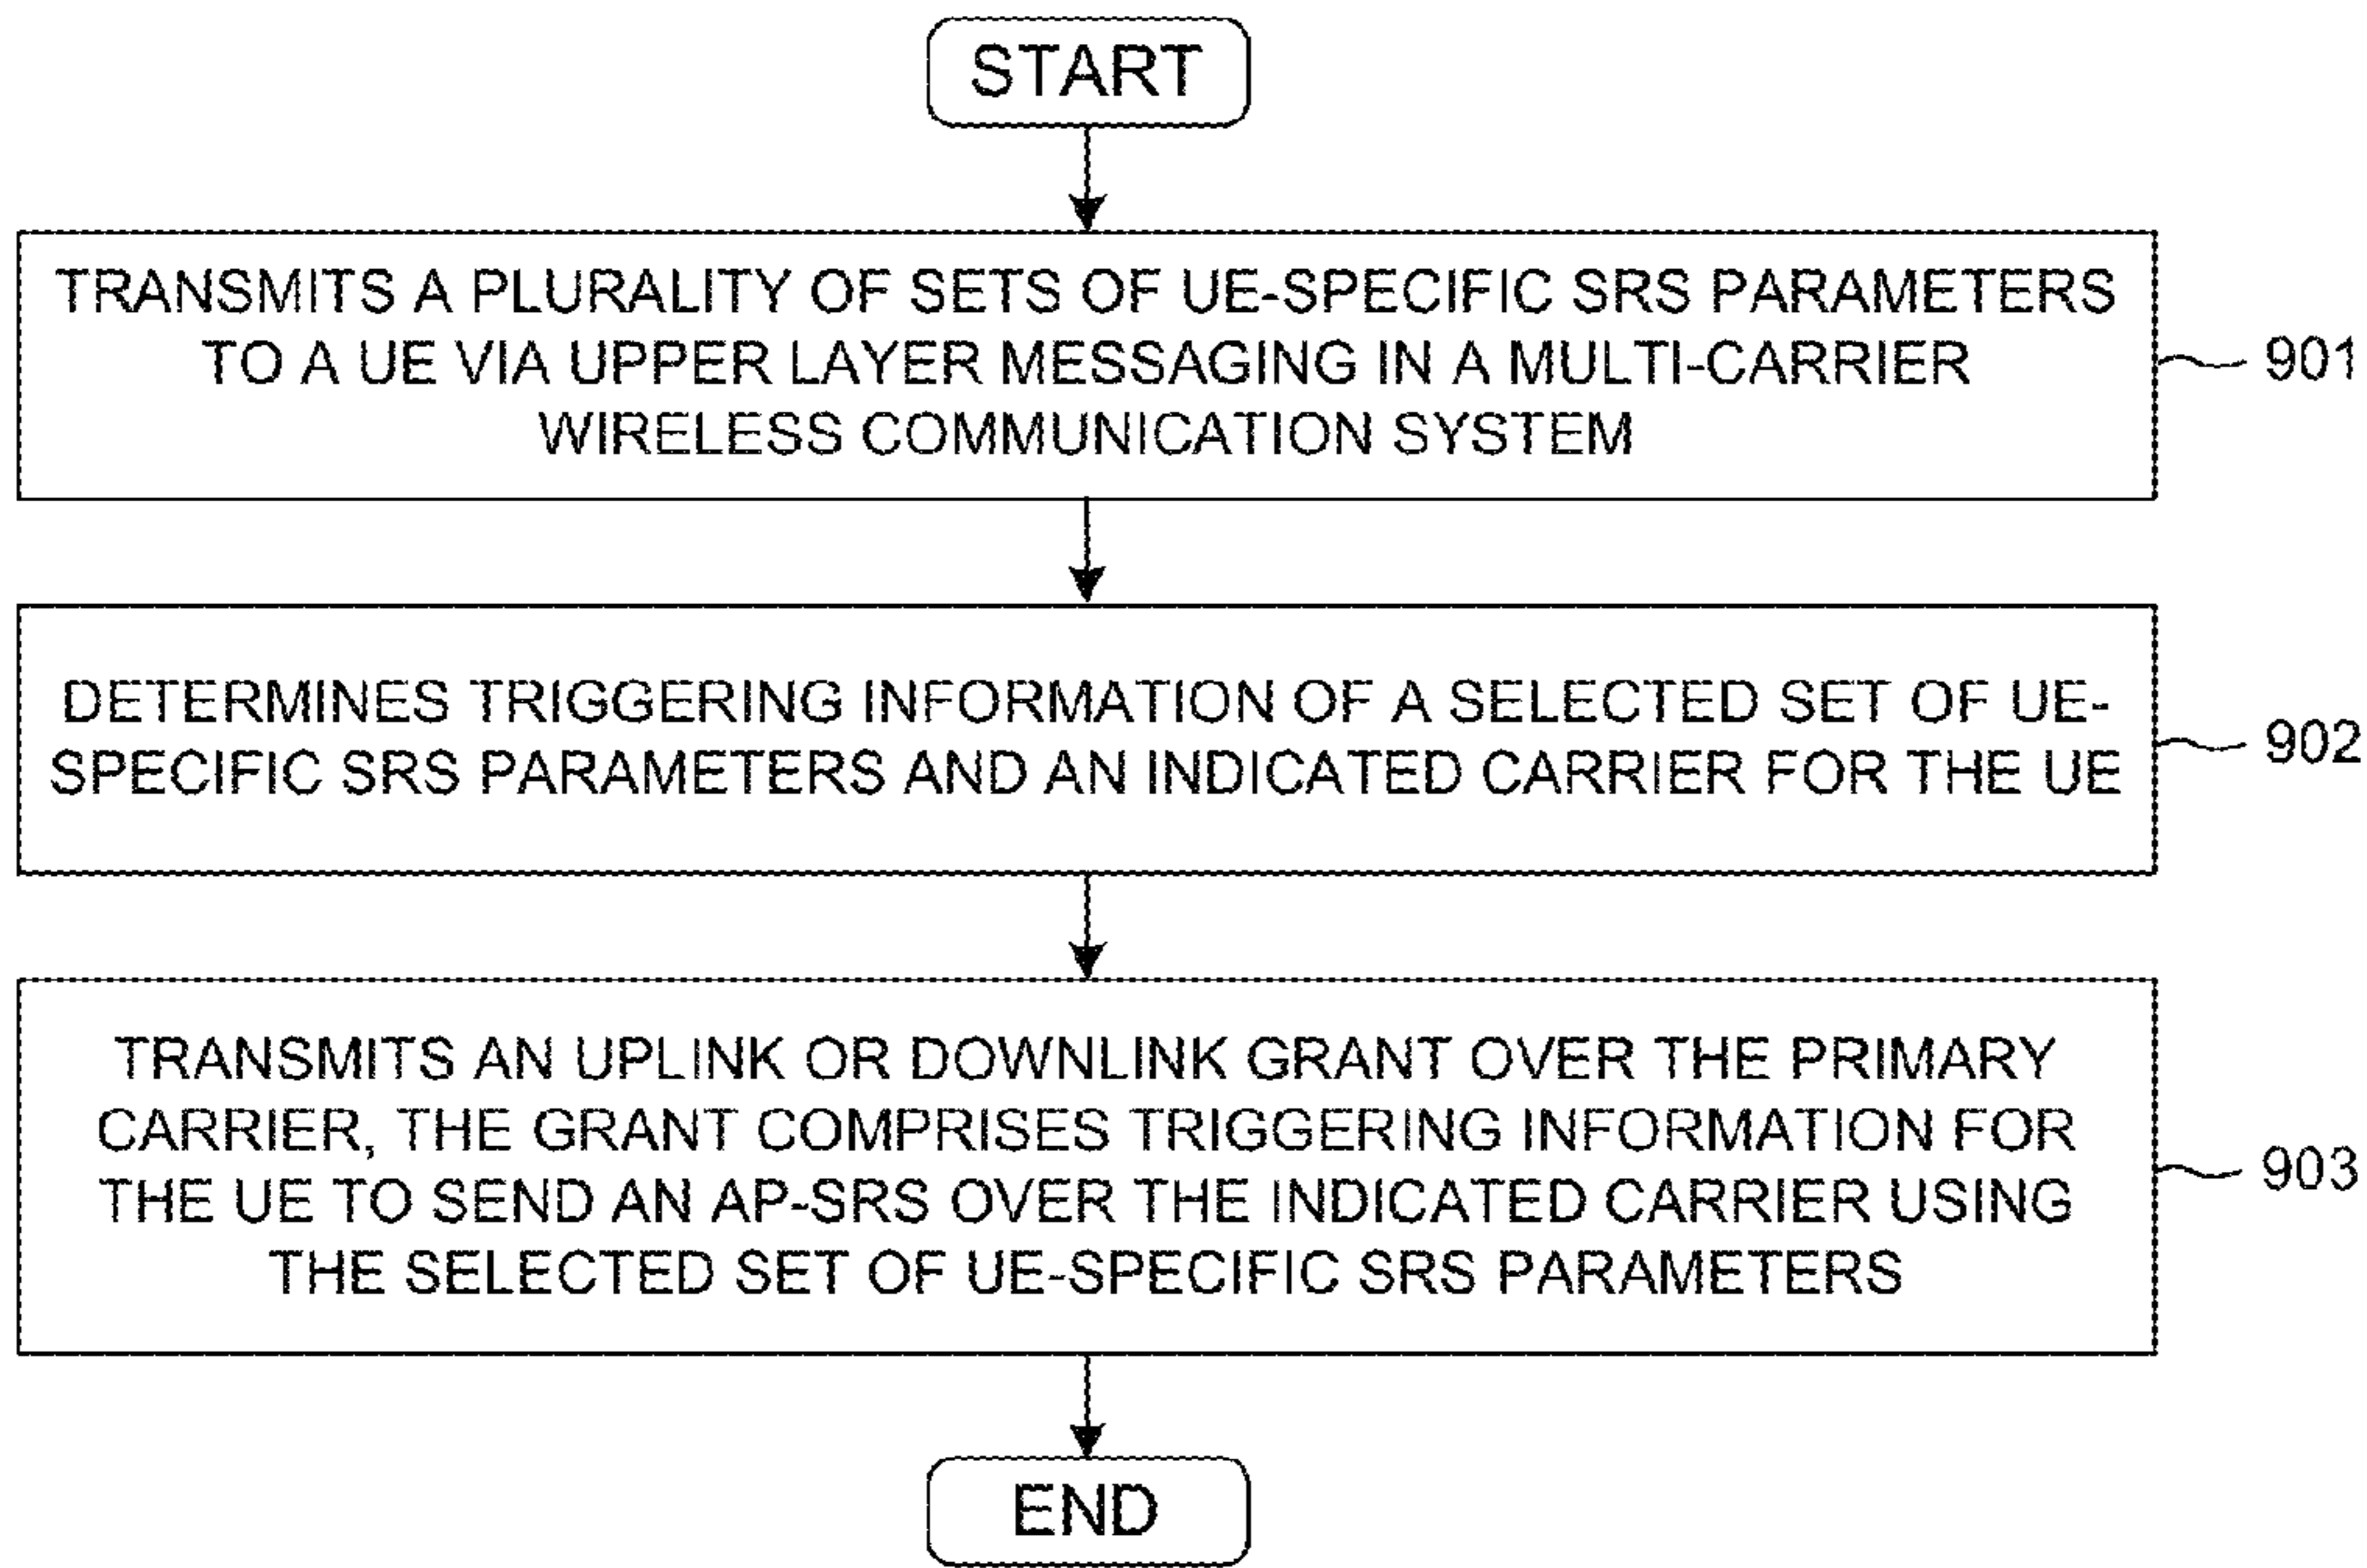 START
TRANSMITS A PLURALITY OF SETS OF UE-SPECIFIC SRS PARAMETERS
TO A UE VIA UPPER LAYER MESSAGING IN A MULTI-CARRIER
WIRELESS COMMUNICATION SYSTEM
901
DETERMINES TRIGGERING INFORMATION OF A SELECTED SET OF UE-
SPECIFIC SRS PARAMETERS AND AN INDICATED CARRIER FOR THE UE
902
TRANSMITS AN UPLINK OR DOWNLINK GRANT OVER THE PRIMARY
CARRIER, THE GRANT COMPRISES TRIGGERING INFORMATION FOR
THE UE TO SEND AN AP-SRS OVER THE INDICATED CARRIER USING
THE SELECTED SET OF UE-SPECIFIC SRS PARAMETERS
903
END